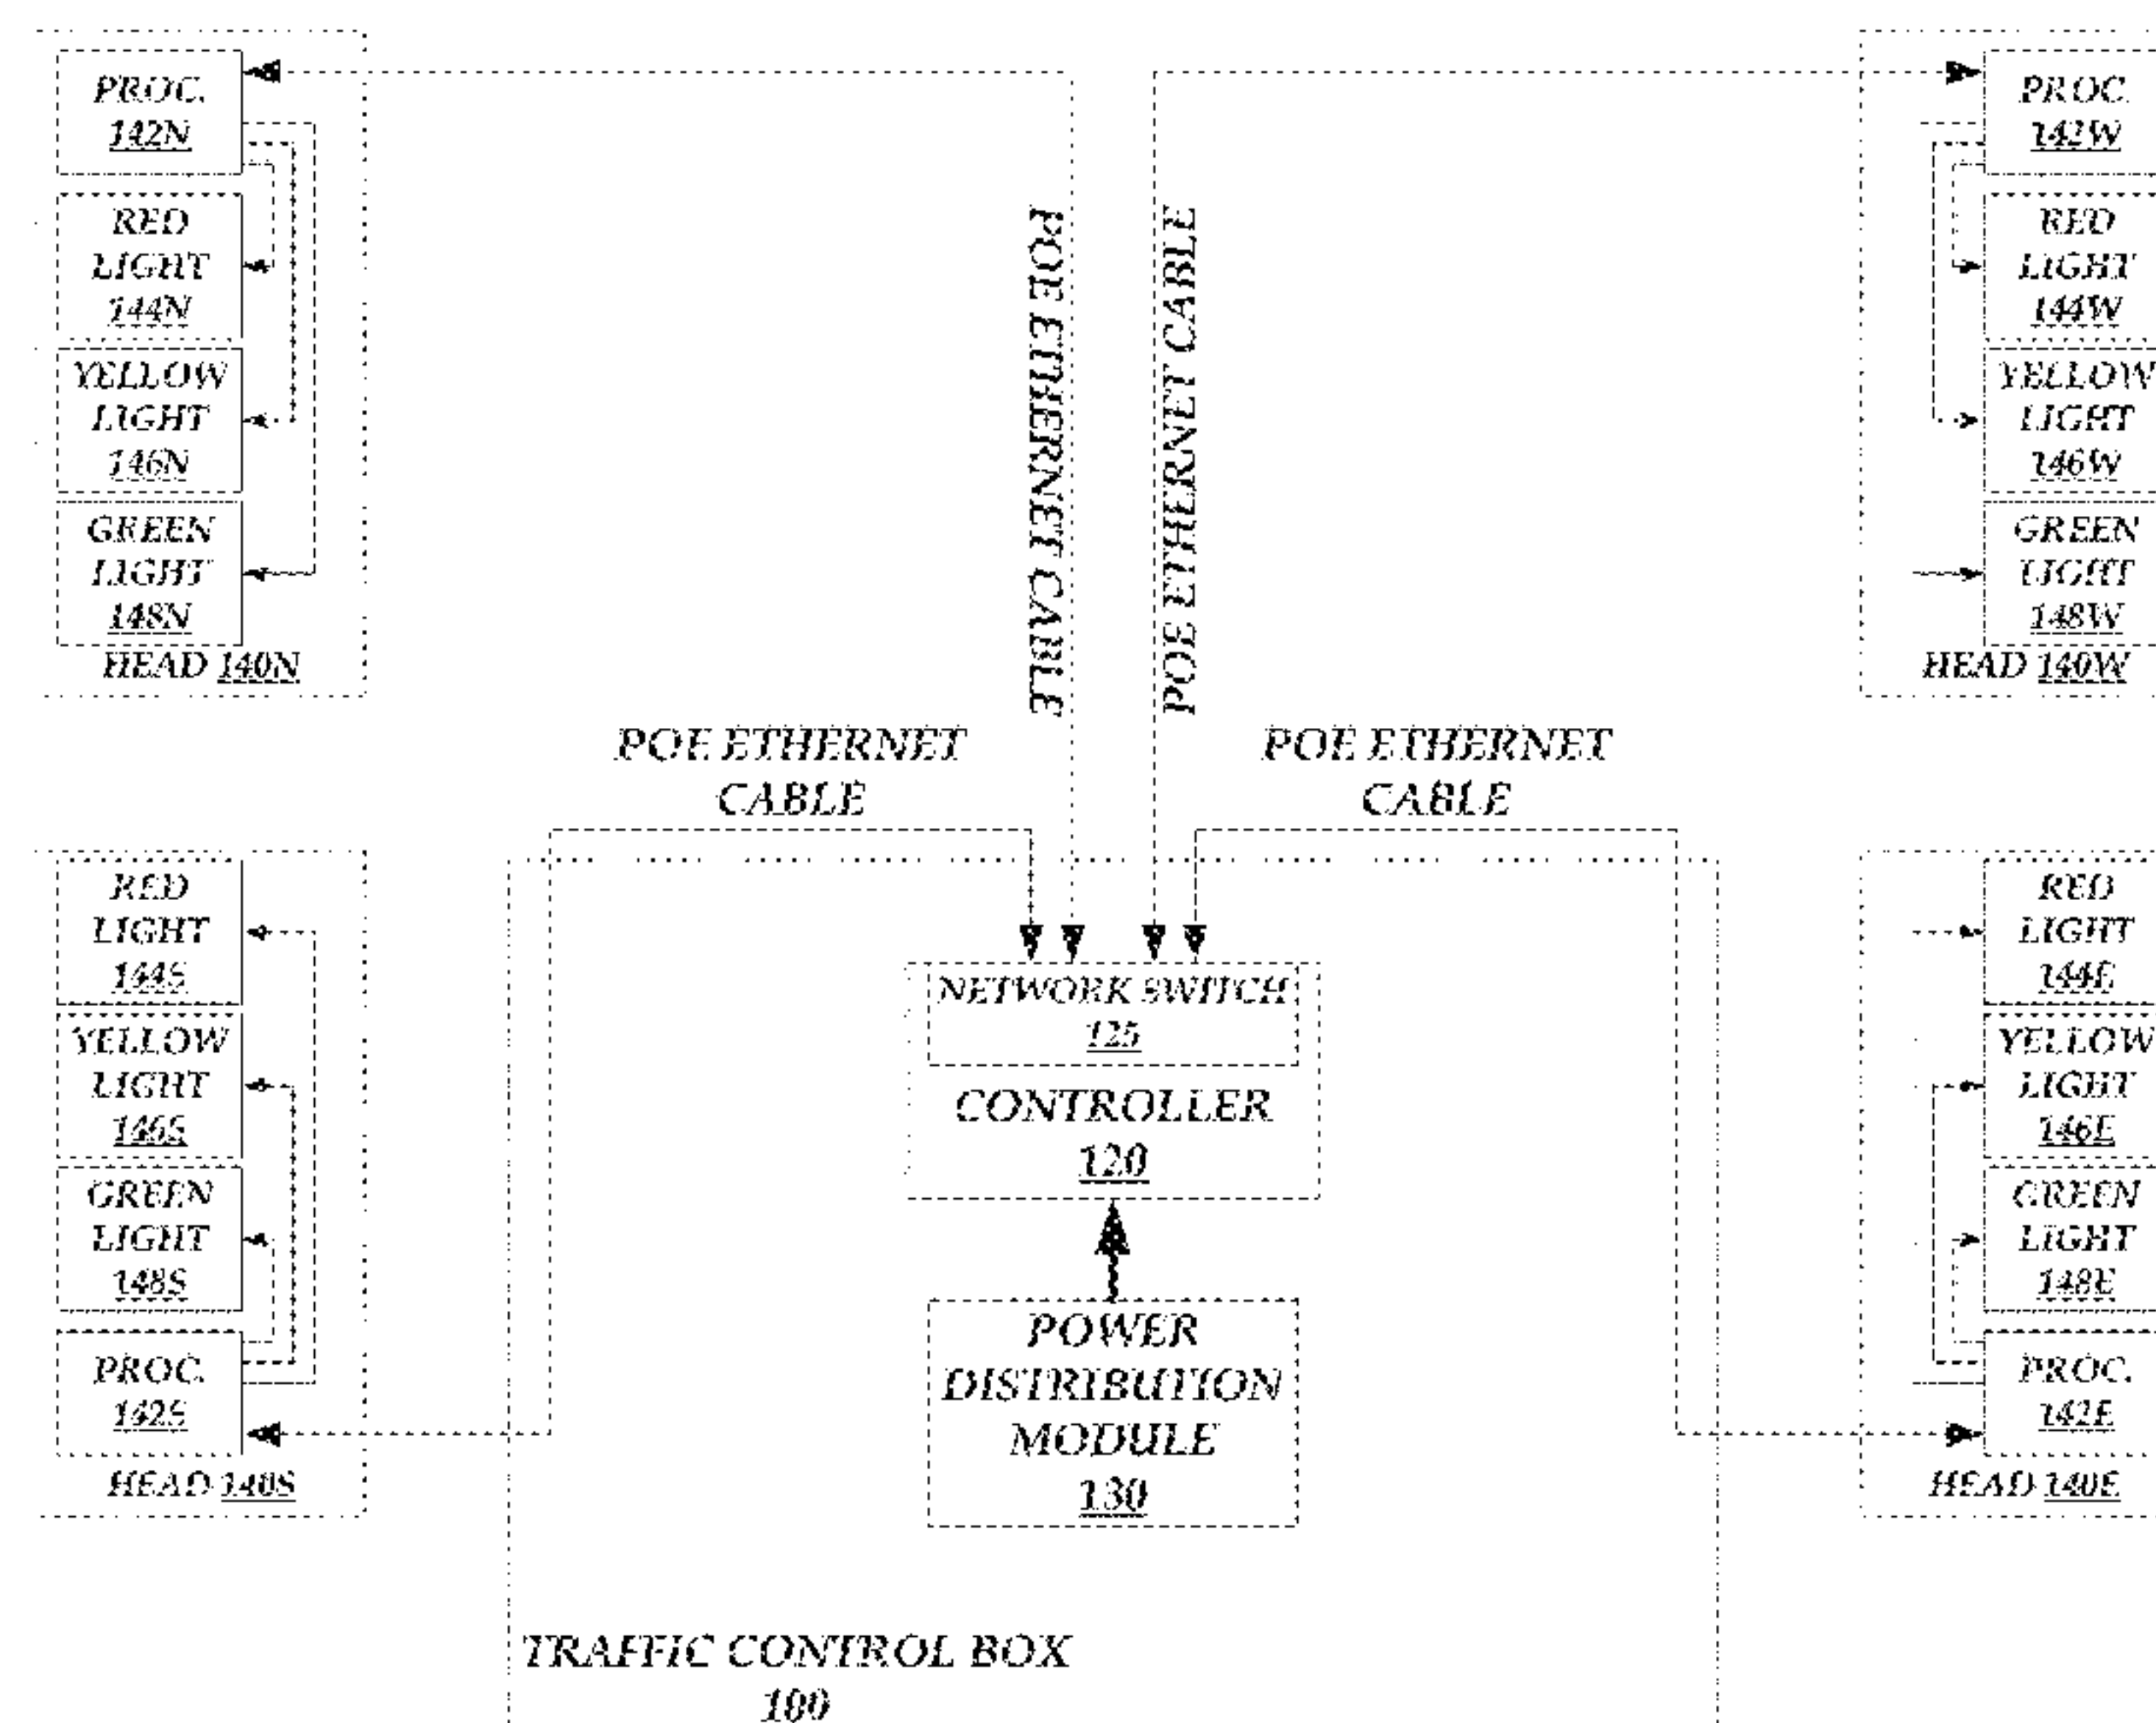 PROC.
142N
RED
LIGHT
144N
YELLOW
LIGHT
146N
GREEN
LIGHT
148N
HEAD 140N
POE ETHERNET CABLE
POE ETHERNET CABLE
PROC.
142W
RED
LIGHT
144W
YELLOW
LIGHT
146W
GREEN
LIGHT
148W
HEAD 140W
POE ETHERNET
CABLE
POE ETHERNET
CABLE
RED
LIGHT
144S
YELLOW
LIGHT
146S
GREEN
LIGHT
148S
PROC.
142S
HEAD 140S
NETWORK SWITCH
125
CONTROLLER
120
POWER
DISTRIBUTION
MODULE
130
TRAFFIC CONTROL BOX
100
RED
LIGHT
144E
YELLOW
LIGHT
146E
GREEN
LIGHT
148E
PROC.
142E
HEAD 140E